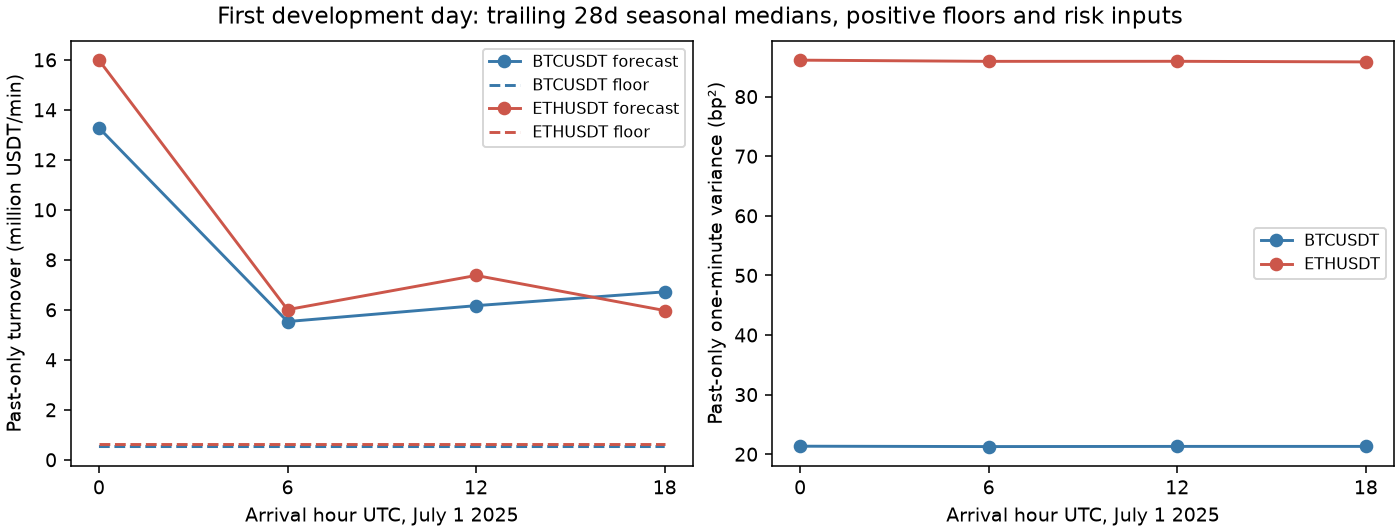 First development day: trailing 28d seasonal medians, positive floors and risk inputs
Past-only turnover (million USDT/min)
16
14
12
10
8
6
4
2
0
BTCUSDT forecast
BTCUSDT floor
ETHUSDT forecast
ETHUSDT floor
0 6 12 18
Arrival hour UTC, July 1 2025
Past-only one-minute variance (bp²)
80
70
60
50
40
30
20
BTCUSDT
ETHUSDT
0 6 12 18
Arrival hour UTC, July 1 2025